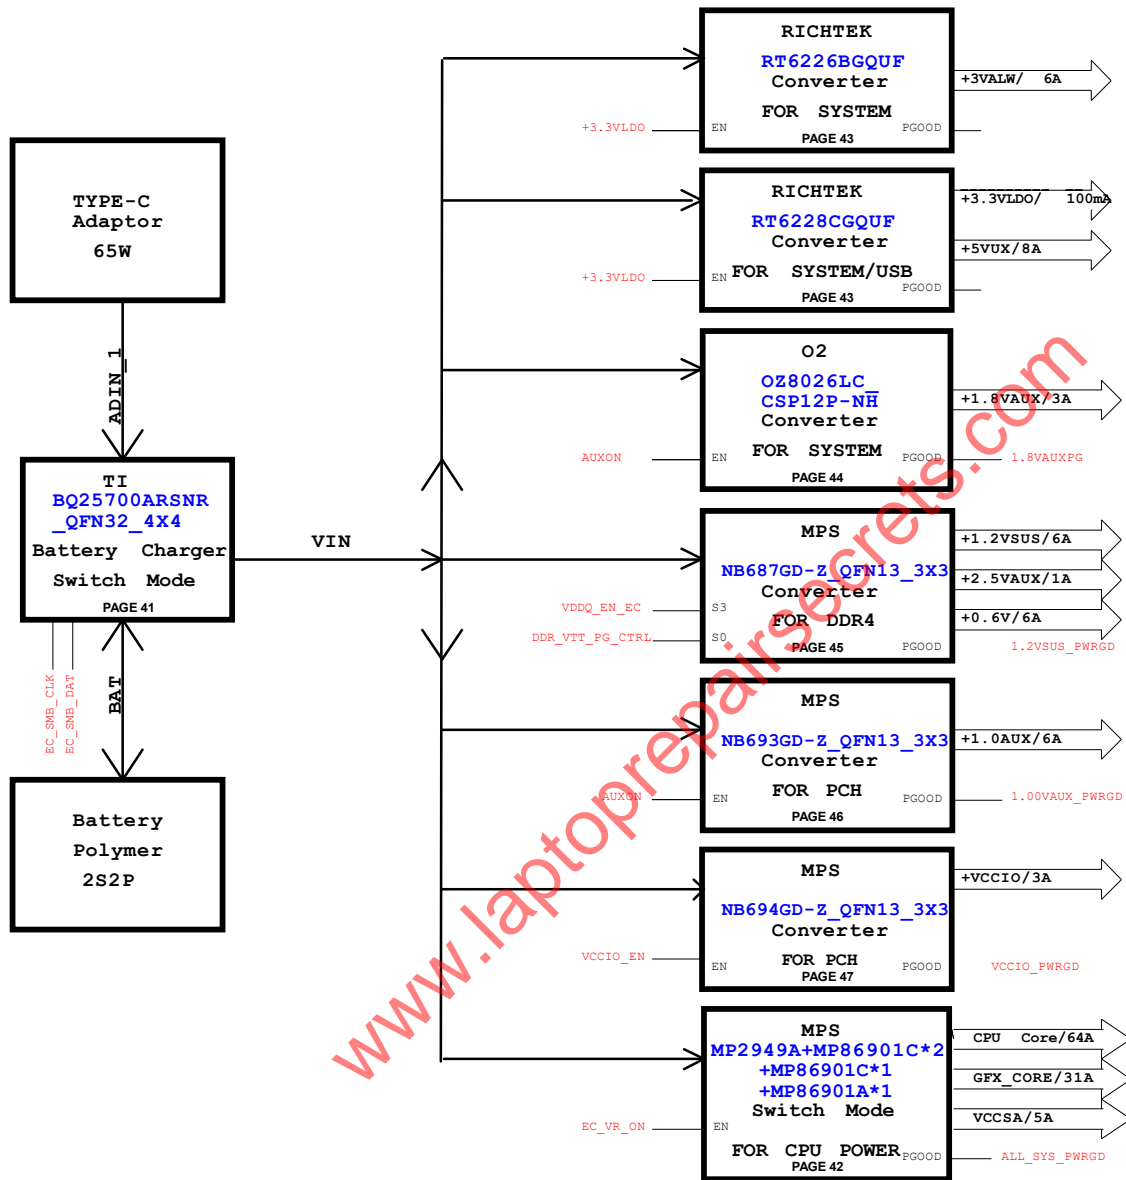 TYPE-C
Adaptor
65W
ADIN_1
TI
BQ25700ARSNR
_QFN32_4X4
Battery Charger
Switch Mode
PAGE 41
EC_SMB_CLK
EC_SMB_DAT
BAT
Battery
Polymer
2S2P
VIN
RICHTEK
RT6226BGQUF
Converter
FOR SYSTEM
PAGE 43
+3.3VLDO
EN
PGOOD
+3VALW/ 6A
RICHTEK
RT6228CGQUF
Converter
FOR SYSTEM/USB
PAGE 43
+3.3VLDO
EN
PGOOD
+3.3VLDO/ 100mA
+5VUX/8A
O2
OZ8026LC_
CSP12P-NH
Converter
FOR SYSTEM
PAGE 44
AUXON
EN
PGOOD
+1.8VAUX/3A
1.8VAUXPG
MPS
NB687GD-Z_QFN13_3X3
Converter
FOR DDR4
PAGE 45
VDDQ_EN_EC
S3
DDR_VTT_PG_CTRL
S0
PGOOD
+1.2VSUS/6A
+2.5VAUX/1A
+0.6V/6A
1.2VSUS_PWRGD
MPS
NB693GD-Z_QFN13_3X3
Converter
FOR PCH
PAGE 46
AUXON
EN
PGOOD
+1.0AUX/6A
1.00VAUX_PWRGD
MPS
NB694GD-Z_QFN13_3X3
Converter
FOR PCH
PAGE 47
VCCIO_EN
EN
PGOOD
+VCCIO/3A
VCCIO_PWRGD
MPS
MP2949A+MP86901C*2
+MP86901C*1
+MP86901A*1
Switch Mode
FOR CPU POWER
PAGE 42
EC_VR_ON
EN
PGOOD
CPU Core/64A
GFX_CORE/31A
VCCSA/5A
ALL_SYS_PWRGD
www.laptoprepairsecrets.com